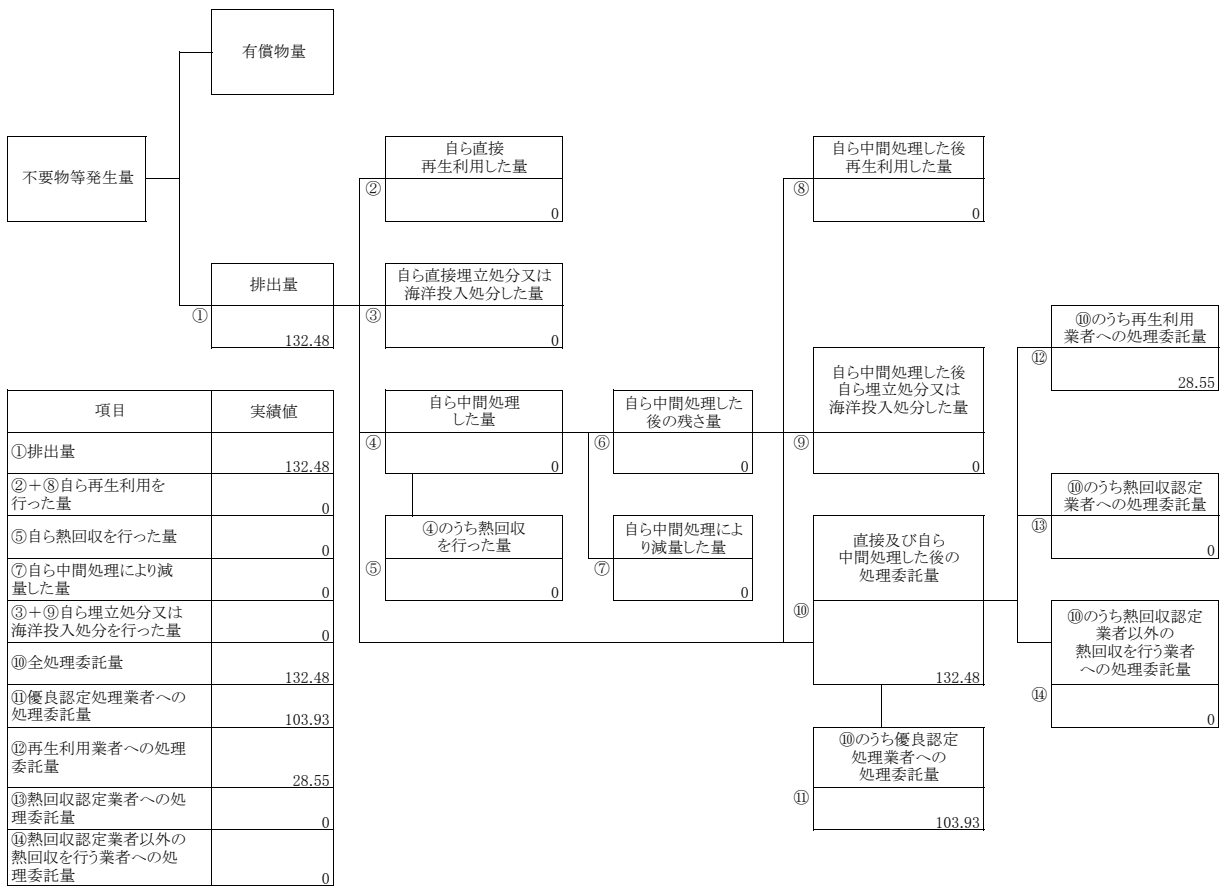 有償物量
不要物等発生量
自ら直接
再生利用した量
②
0
自ら中間処理した後
再生利用した量
⑧
0
排出量
①
132.48
自ら直接埋立処分又は
海洋投入処分した量
③
0
⑩のうち再生利用
業者への処理委託量
⑫
28.55
自ら中間処理
した量
④
0
自ら中間処理した
後の残さ量
⑥
0
自ら中間処理した後
自ら埋立処分又は
海洋投入処分した量
⑨
0
⑩のうち熱回収認定
業者への処理委託量
⑬
0
④のうち熱回収
を行った量
⑤
0
自ら中間処理によ
り減量した量
⑦
0
直接及び自ら
中間処理した後の
処理委託量
⑩
132.48
⑩のうち熱回収認定
業者以外の
熱回収を行う業者
への処理委託量
⑭
0
⑩のうち優良認定
処理業者への
処理委託量
⑪
103.93
項目
実績値
①排出量
132.48
②＋⑧自ら再生利用を
行った量
0
⑤自ら熱回収を行った量
0
⑦自ら中間処理により減
量した量
0
③＋⑨自ら埋立処分又は
海洋投入処分を行った量
0
⑩全処理委託量
132.48
⑪優良認定処理業者への
処理委託量
103.93
⑫再生利用業者への処理
委託量
28.55
⑬熱回収認定業者への処
理委託量
0
⑭熱回収認定業者以外の
熱回収を行う業者への処
理委託量
0